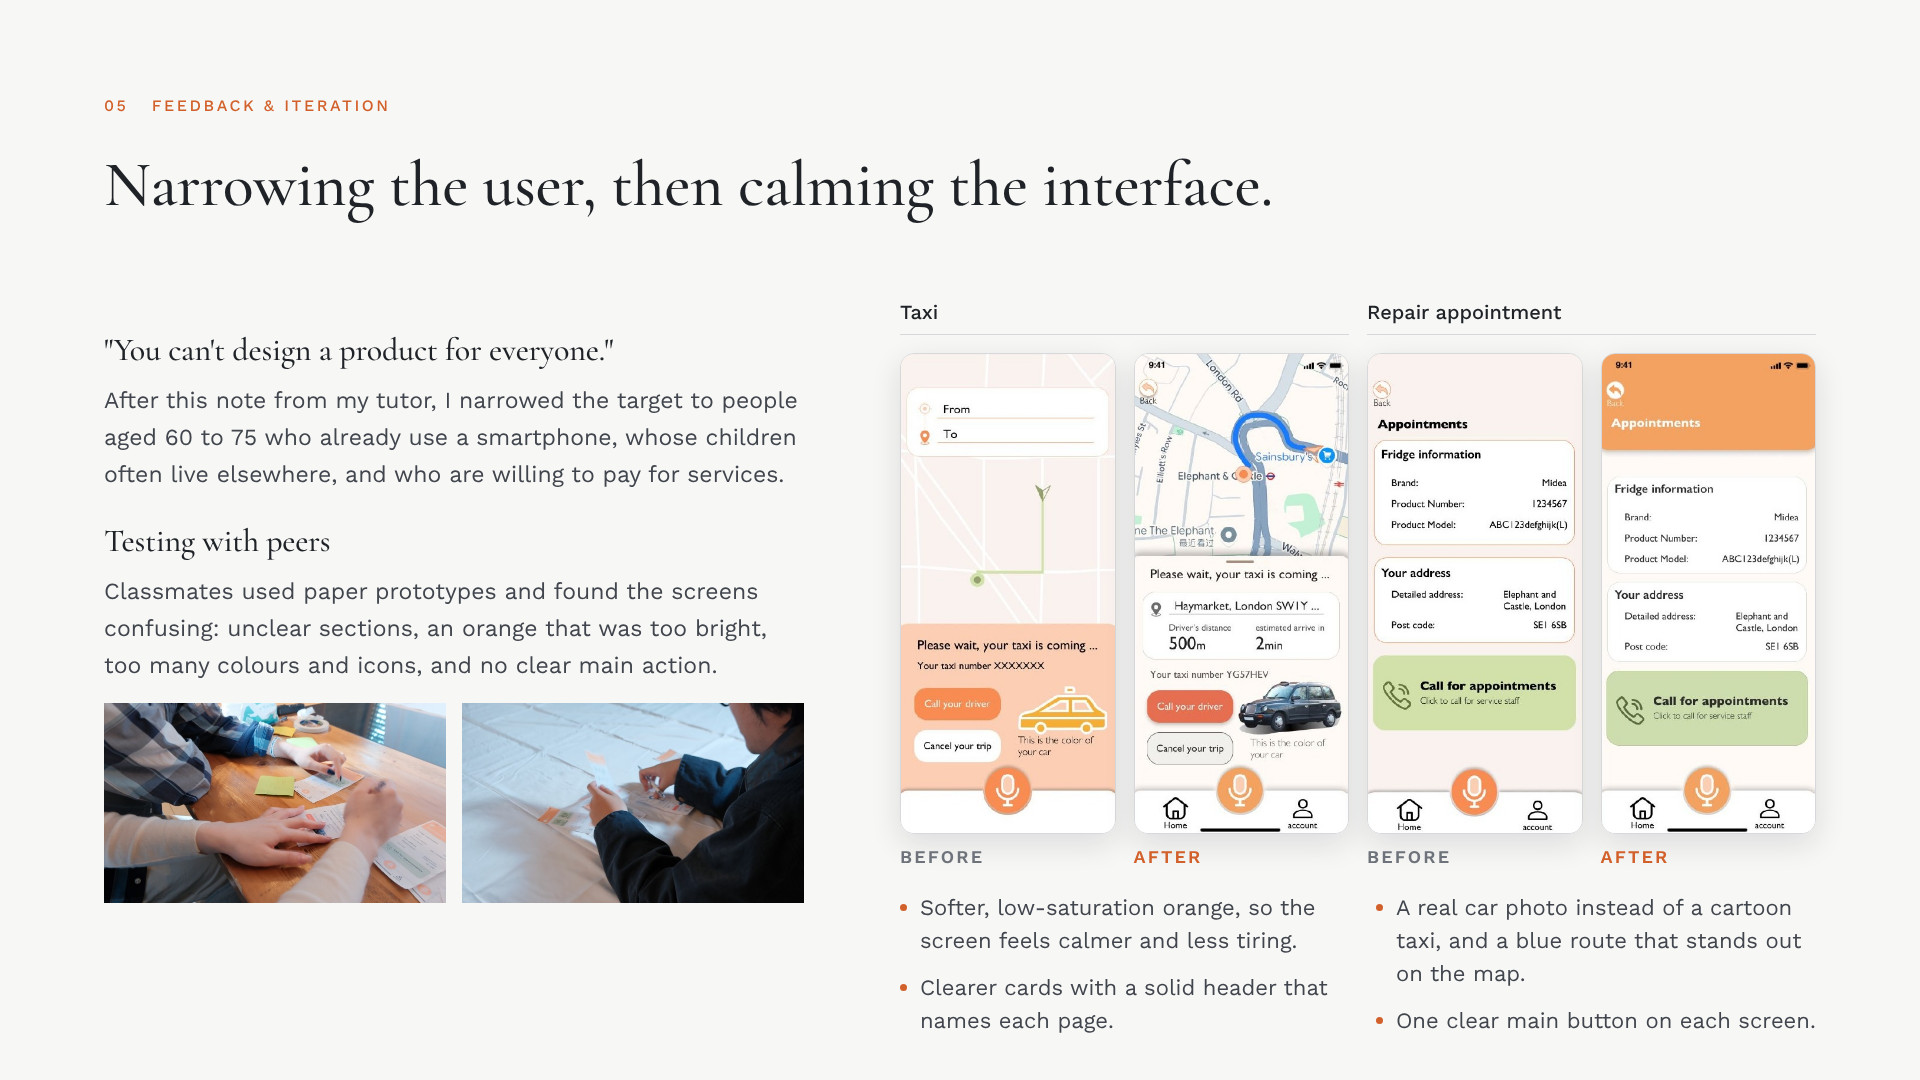 05 FEEDBACK & ITERATION
Narrowing the user, then calming the interface.
"You can't design a product for everyone."
After this note from my tutor, I narrowed the target to people
aged 60 to 75 who already use a smartphone, whose children
often live elsewhere, and who are willing to pay for services.
Testing with peers
Classmates used paper prototypes and found the screens
confusing: unclear sections, an orange that was too bright,
too many colours and icons, and no clear main action.
Taxi
From
To
Please wait, your taxi is coming ...
Your taxi number XXXXXXX
Call your driver
Cancel your trip
This is the color of
your car
BEFORE
9:41
Back
London Rd
Elliott's Row
Sainsbury's
Elephant &
The Elephant
最近看过
Please wait, your taxi is coming ...
Haymarket, London SW1Y ...
Driver's distance
estimated arrive in
500m
2min
Your taxi number YG57HEV
Call your driver
Cancel your trip
This is the color of
your car
Home
account
AFTER
Repair appointment
Back
Appointments
Fridge information
Brand: Midea
Product Number: 1234567
Product Model: ABC123defghijk(L)
Your address
Detailed address: Elephant and
Castle, London
Post code: SE1 6SB
Call for appointments
Click to call for service staff
Home
account
BEFORE
9:41
Back
Appointments
Fridge information
Brand: Midea
Product Number: 1234567
Product Model: ABC123defghijk(L)
Your address
Detailed address: Elephant and
Castle, London
Post code: SE1 6SB
Call for appointments
Click to call for service staff
Home
account
AFTER
Softer, low-saturation orange, so the
screen feels calmer and less tiring.
Clearer cards with a solid header that
names each page.
A real car photo instead of a cartoon
taxi, and a blue route that stands out
on the map.
One clear main button on each screen.